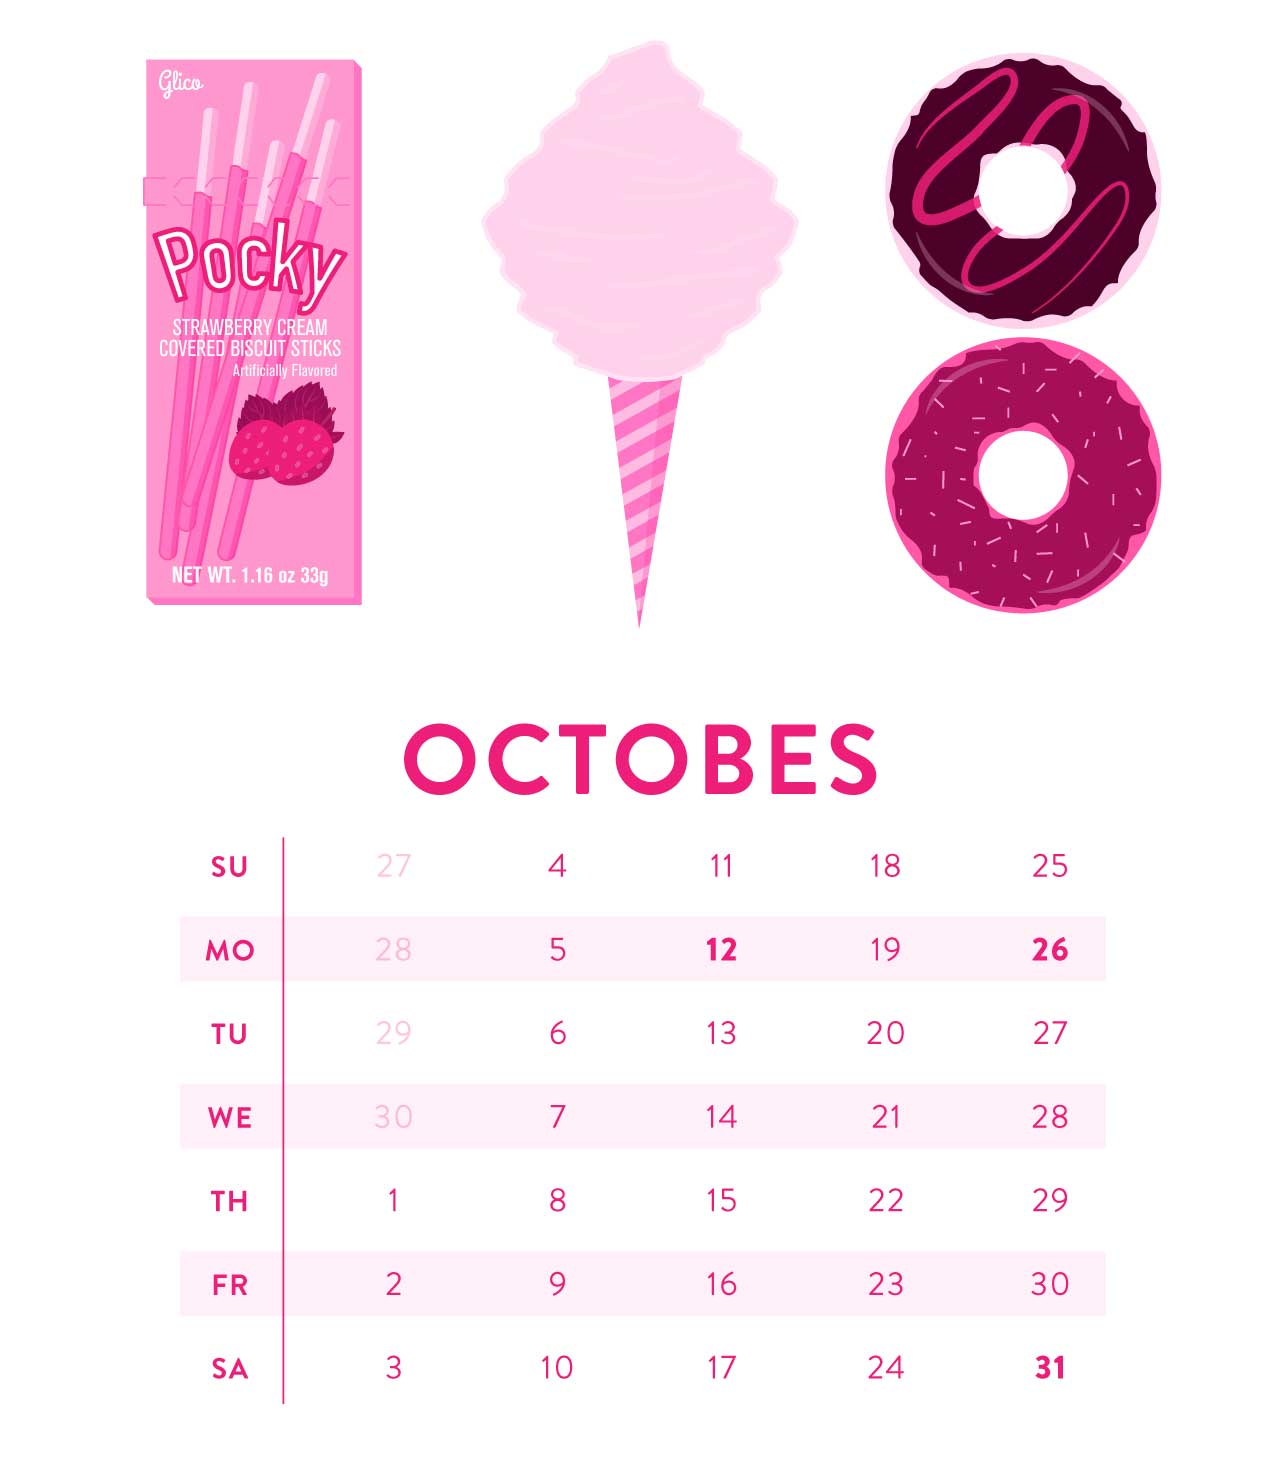 Glico
Pocky
STRAWBERRY CREAM
COVERED BISCUIT STICKS
Artificially Flavored
NET WT. 1.16 oz 33g
OCTOBES
SU 27 4 11 18 25
MO 28 5 12 19 26
TU 29 6 13 20 27
WE 30 7 14 21 28
TH 1 8 15 22 29
FR 2 9 16 23 30
SA 3 10 17 24 31